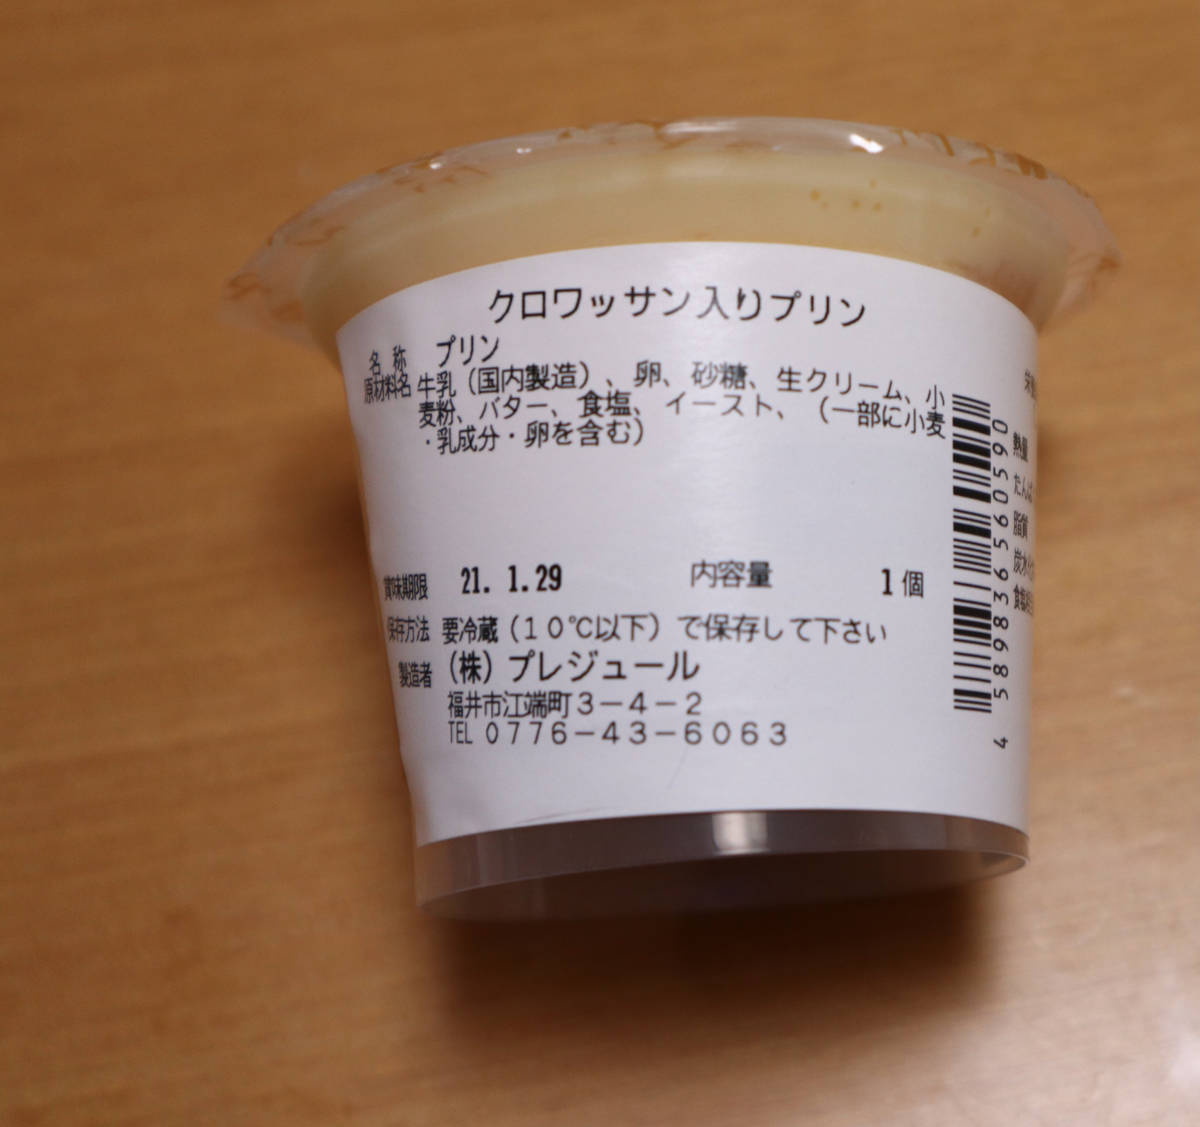 クロワッサン入りプリン
名称 プリン
原材料名 牛乳（国内製造）、卵、砂糖、生クリーム、小
麦粉、バター、食塩、イースト、（一部に小麦
・乳成分・卵を含む）
賞味期限 21. 1.29 内容量 1個
保存方法 要冷蔵（１０℃以下）で保存して下さい
製造者 （株）プレジュール
福井市江端町３－４－２
TEL ０７７６－４３－６０６３
4589836560590
熱量
脂質